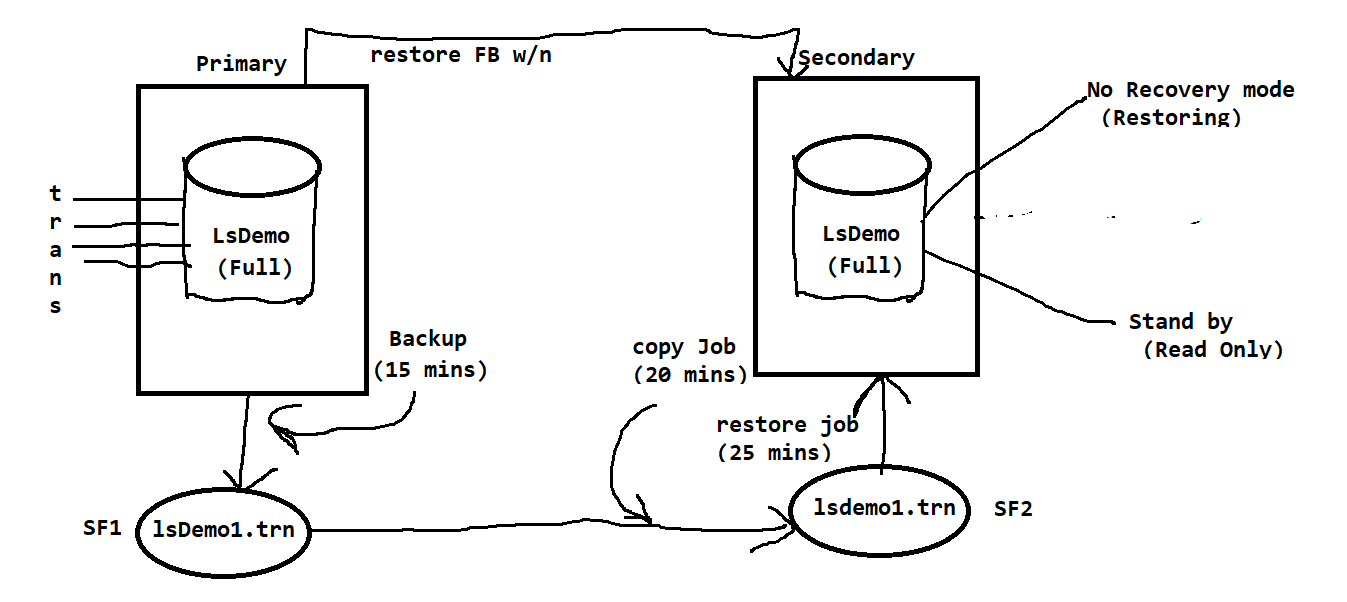 restore FB w/n
Primary
Secondary
No Recovery mode
(Restoring)
t
r
a
n
s
LsDemo
(Full)
LsDemo
(Full)
Stand by
(Read Only)
Backup
(15 mins)
copy Job
(20 mins)
restore job
(25 mins)
SF1
lsDemo1.trn
lsdemo1.trn
SF2